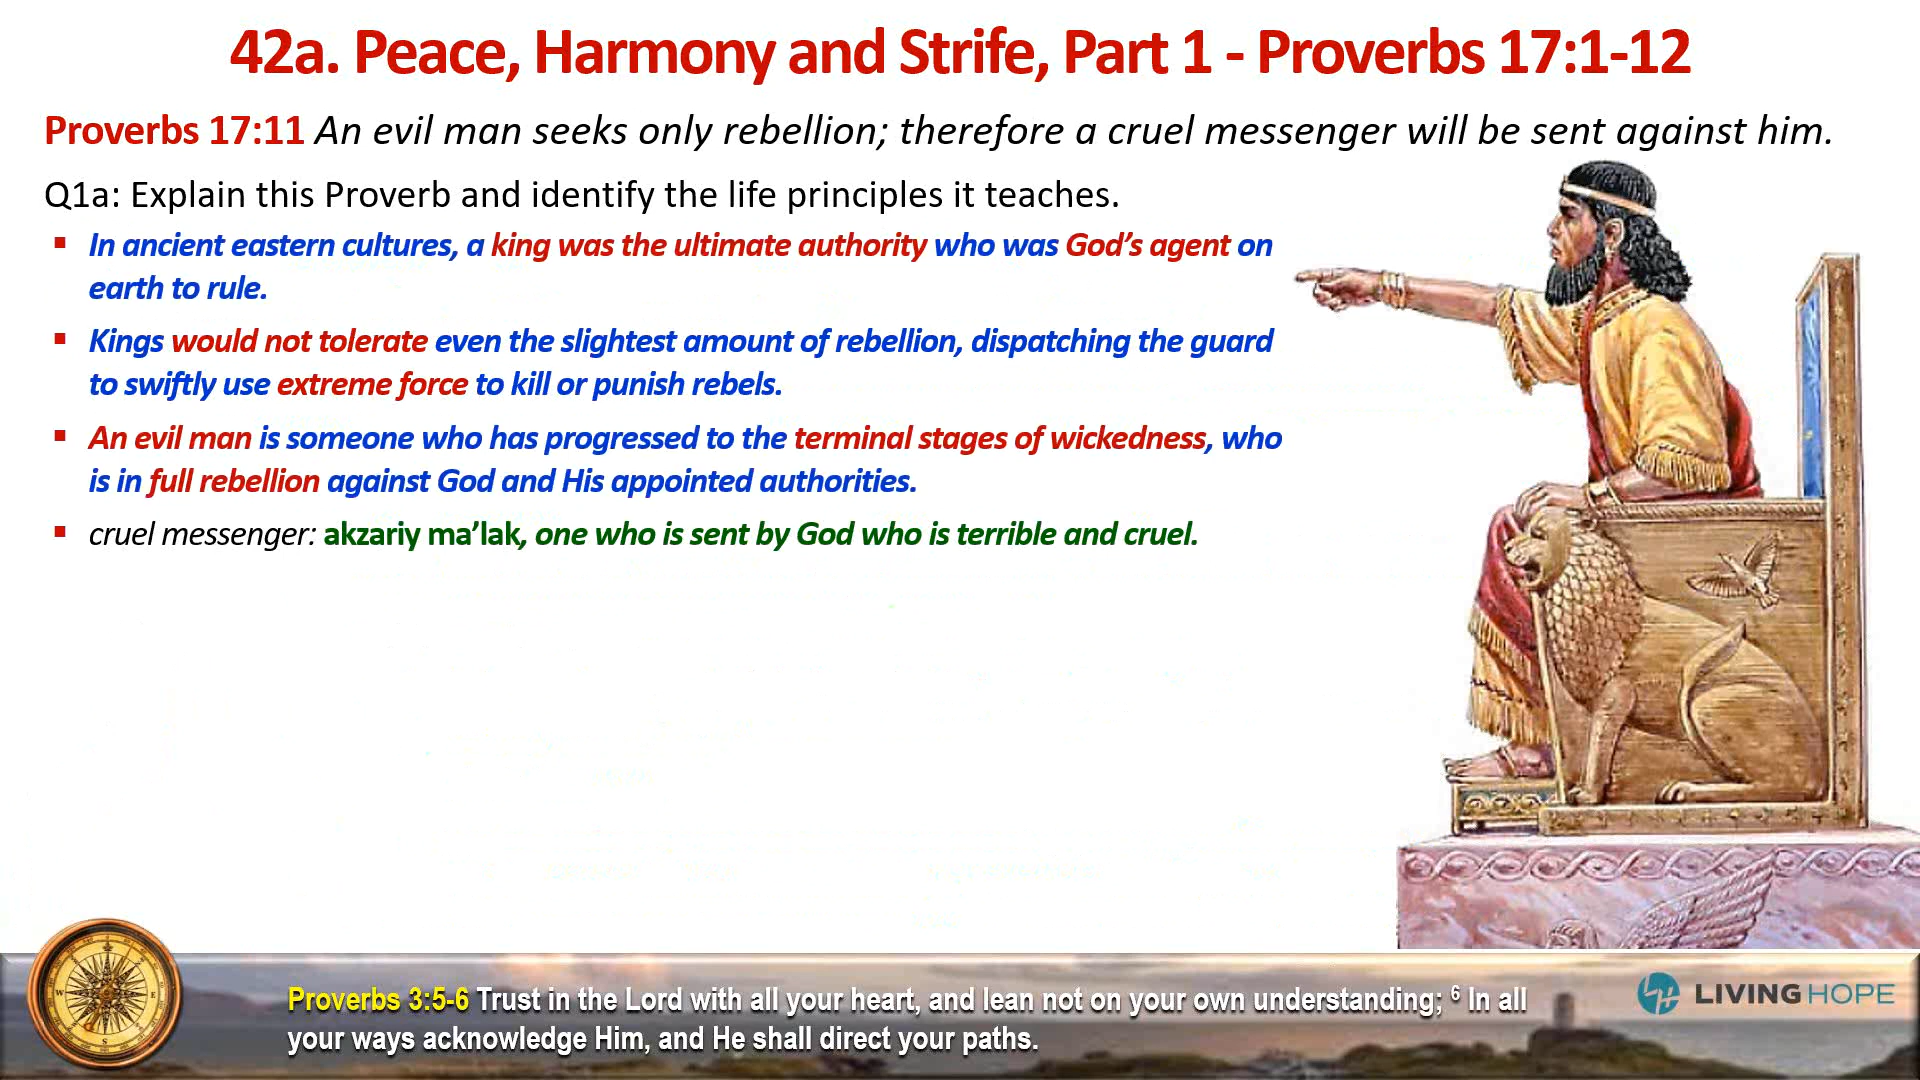 42a. Peace, Harmony and Strife, Part 1 - Proverbs 17:1-12
Proverbs 17:11 An evil man seeks only rebellion; therefore a cruel messenger will be sent against him.
Q1a: Explain this Proverb and identify the life principles it teaches.
▪ In ancient eastern cultures, a king was the ultimate authority who was God’s agent on
earth to rule.
▪ Kings would not tolerate even the slightest amount of rebellion, dispatching the guard
to swiftly use extreme force to kill or punish rebels.
▪ An evil man is someone who has progressed to the terminal stages of wickedness, who
is in full rebellion against God and His appointed authorities.
▪ cruel messenger: akzariy ma’lak, one who is sent by God who is terrible and cruel.
Proverbs 3:5-6 Trust in the Lord with all your heart, and lean not on your own understanding; ⁶ In all
your ways acknowledge Him, and He shall direct your paths.
LH LIVING HOPE
W E S